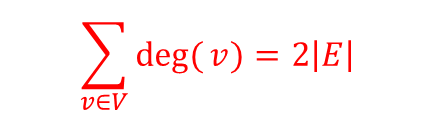 ∑_{v∈V} deg(v) = 2|E|